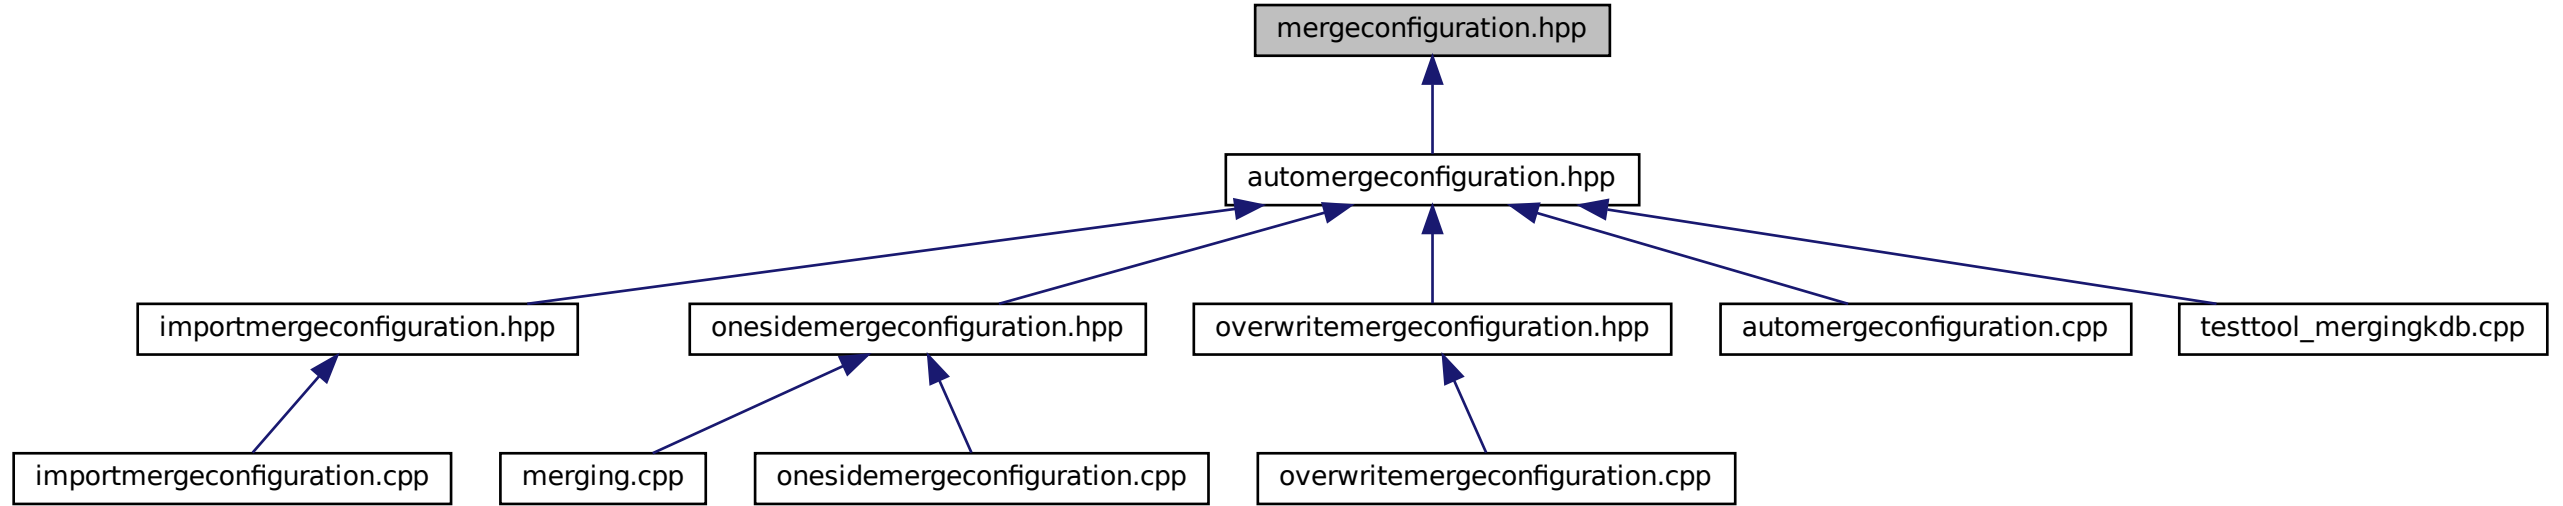 mergeconfiguration.hpp
automergeconfiguration.hpp
importmergeconfiguration.hpp
onesidemergeconfiguration.hpp
overwritemergeconfiguration.hpp
automergeconfiguration.cpp
testtool_mergingkdb.cpp
importmergeconfiguration.cpp
merging.cpp
onesidemergeconfiguration.cpp
overwritemergeconfiguration.cpp